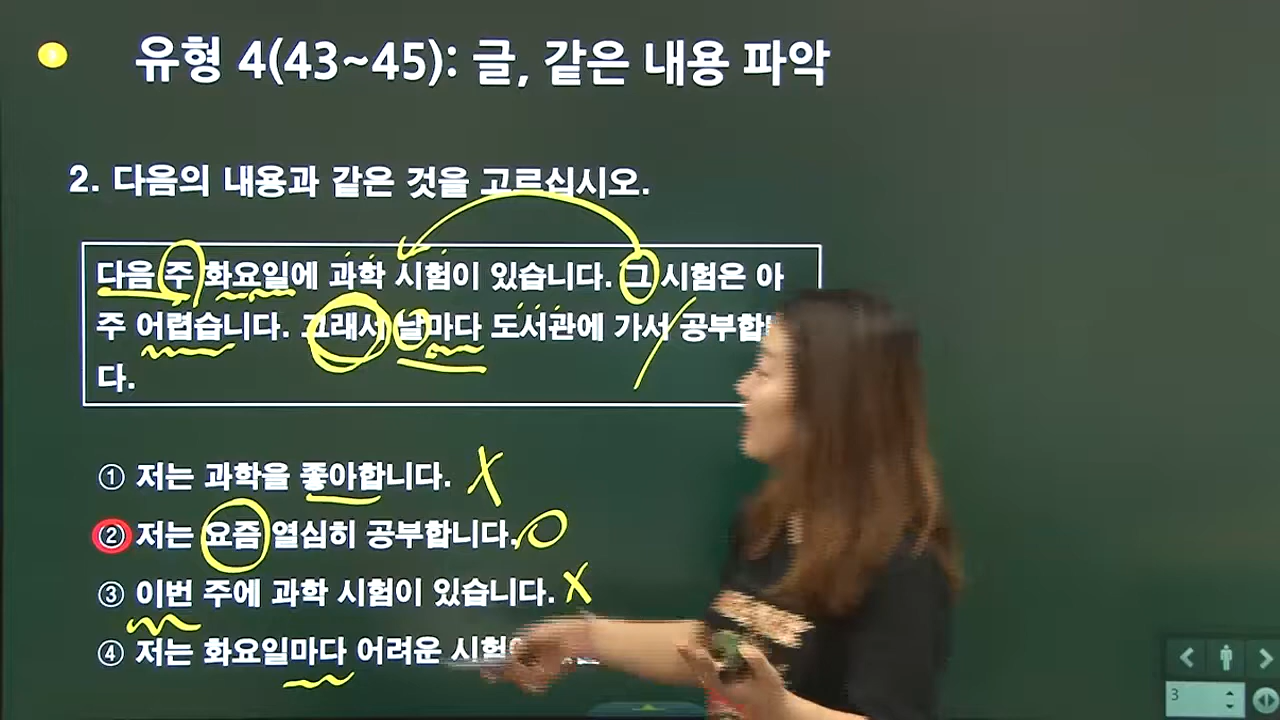 유형 4(43~45): 글, 같은 내용 파악
2. 다음의 내용과 같은 것을 고르십시오.
다음 주 화요일에 과학 시험이 있습니다. 그 시험은 아
주 어렵습니다. 그래서 날마다 도서관에 가서 공부합니
다.
① 저는 과학을 좋아합니다. X
② 저는 요즘 열심히 공부합니다. O
③ 이번 주에 과학 시험이 있습니다. X
④ 저는 화요일마다 어려운
3